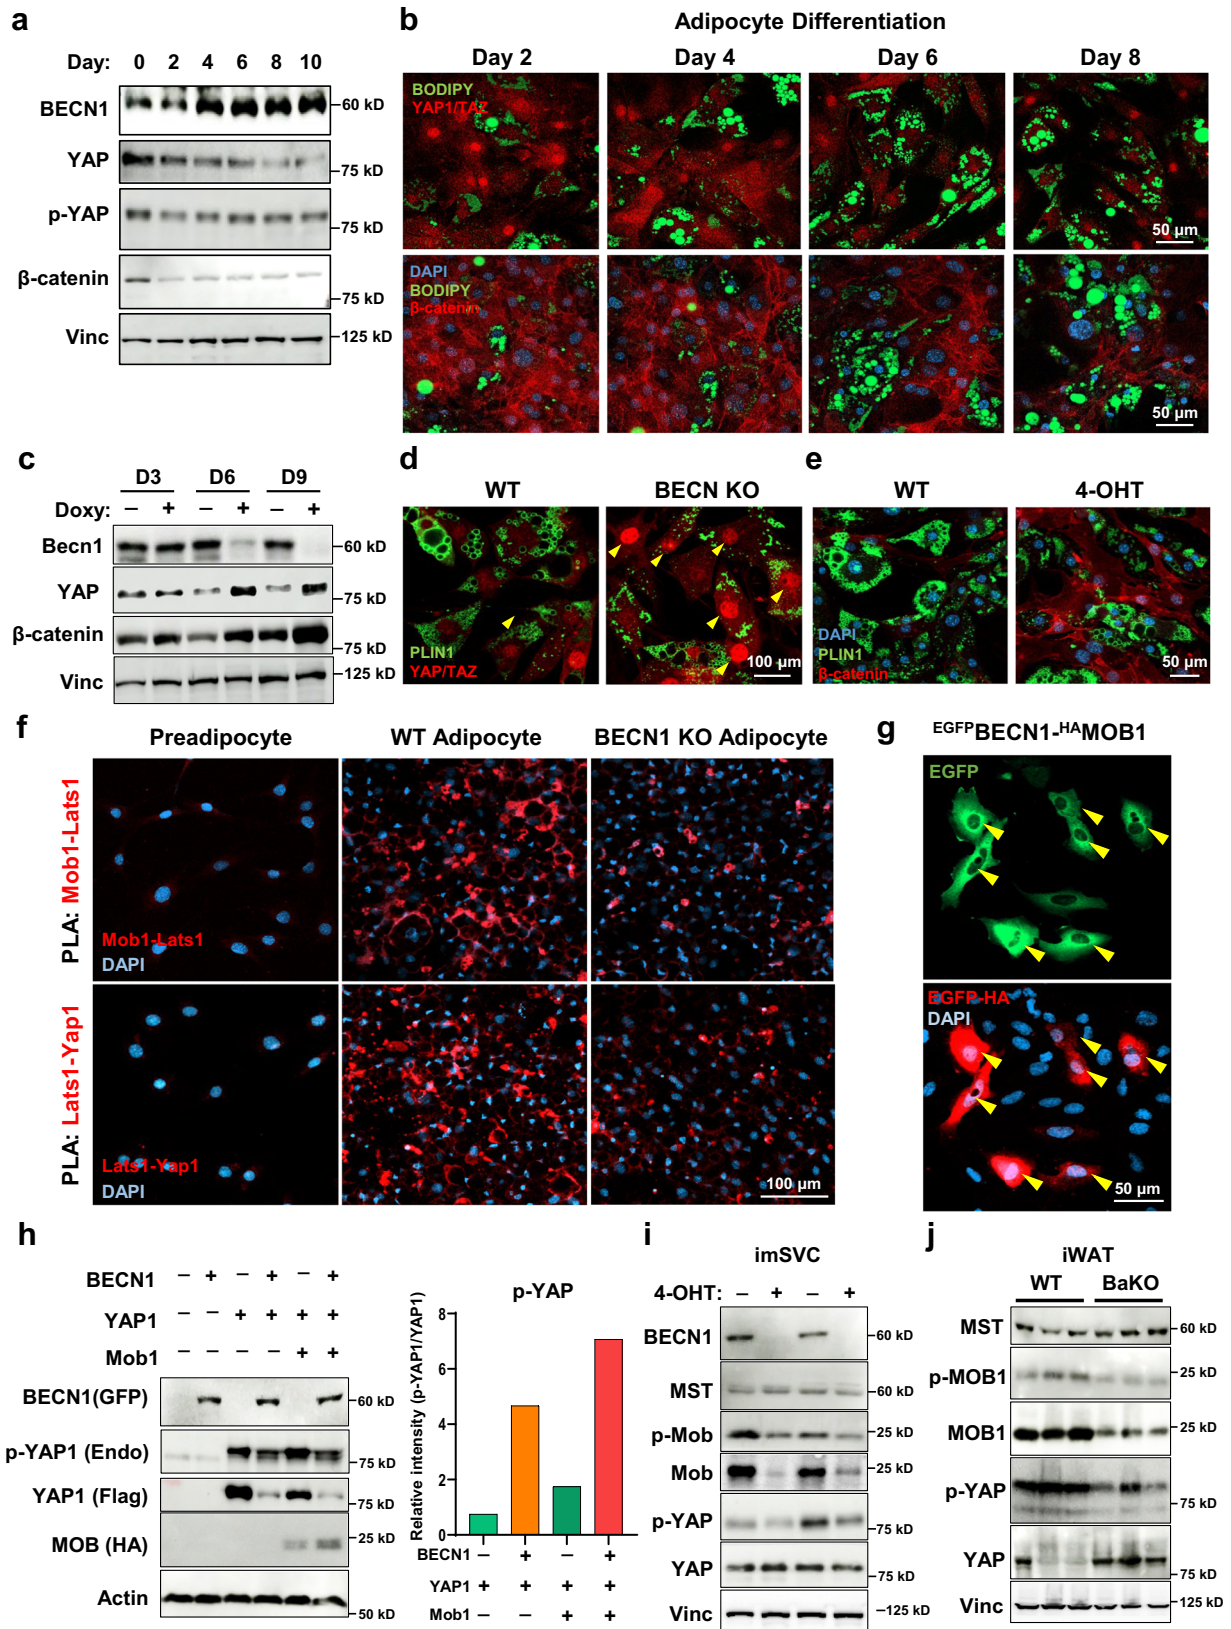 a
Day: 0 2 4 6 8 10
BECN1
60 kD
YAP
75 kD
p-YAP
75 kD
β-catenin
75 kD
Vinc
125 kD
b
Adipocyte Differentiation
Day 2 Day 4 Day 6 Day 8
BODIPY
YAP1/TAZ
50 µm
DAPI
BODIPY
β-catenin
50 µm
c
D3 D6 D9
Doxy: – + – + – +
Becn1
60 kD
YAP
75 kD
β-catenin
75 kD
Vinc
125 kD
d
WT BECN KO
PLIN1
YAP/TAZ
100 µm
e
WT 4-OHT
DAPI
PLIN1
β-catenin
50 µm
f
Preadipocyte WT Adipocyte BECN1 KO Adipocyte
PLA: Mob1-Lats1
Mob1-Lats1
DAPI
PLA: Lats1-Yap1
Lats1-Yap1
DAPI
100 µm
g
EGFPBECN1-HAMOB1
EGFP
EGFP-HA
DAPI
50 µm
h
BECN1 – + – + – +
YAP1 – – + + + +
Mob1 – – – – + +
BECN1(GFP)
60 kD
p-YAP1 (Endo)
75 kD
YAP1 (Flag)
75 kD
MOB (HA)
25 kD
Actin
50 kD
p-YAP
Relative intensity (p-YAP1/YAP1)
8
6
4
2
0
BECN1 – + – +
YAP1 + + + +
Mob1 – – + +
i
imSVC
4-OHT: – + – +
BECN1
60 kD
MST
60 kD
p-Mob
25 kD
Mob
25 kD
p-YAP
75 kD
YAP
75 kD
Vinc
125 kD
j
iWAT
WT BaKO
MST
60 kD
p-MOB1
25 kD
MOB1
25 kD
p-YAP
75 kD
YAP
75 kD
Vinc
125 kD